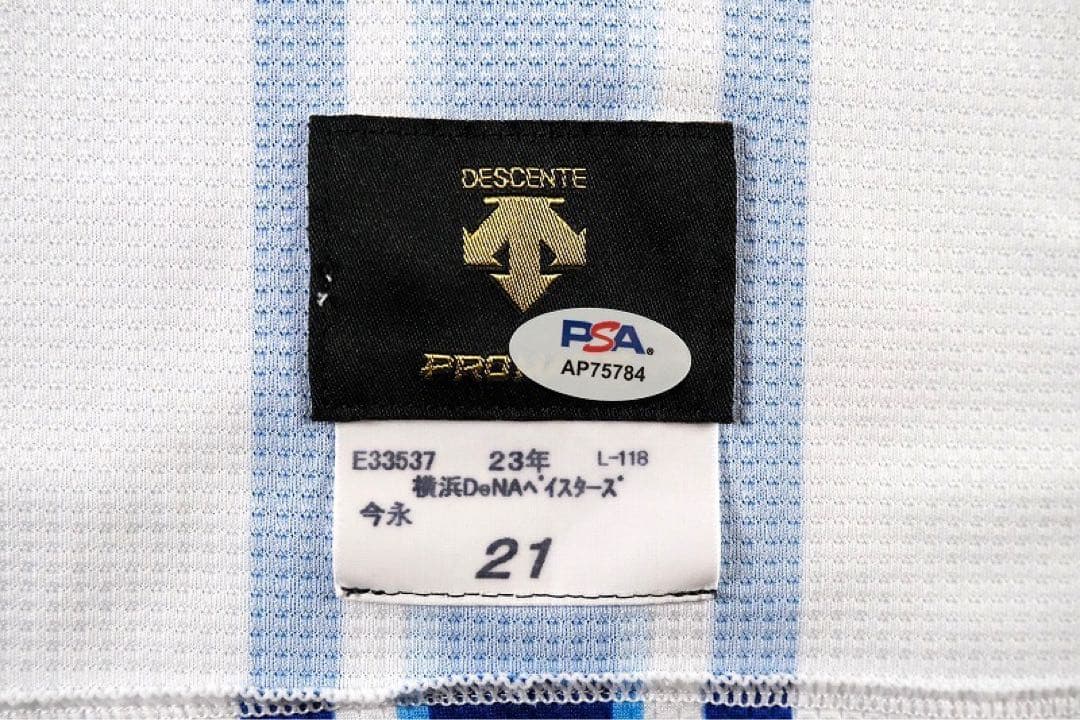 DESCENTE
PRO
PSA®
AP75784
E33537 23年 L-118
横浜DeNAベイスターズ
今永
21